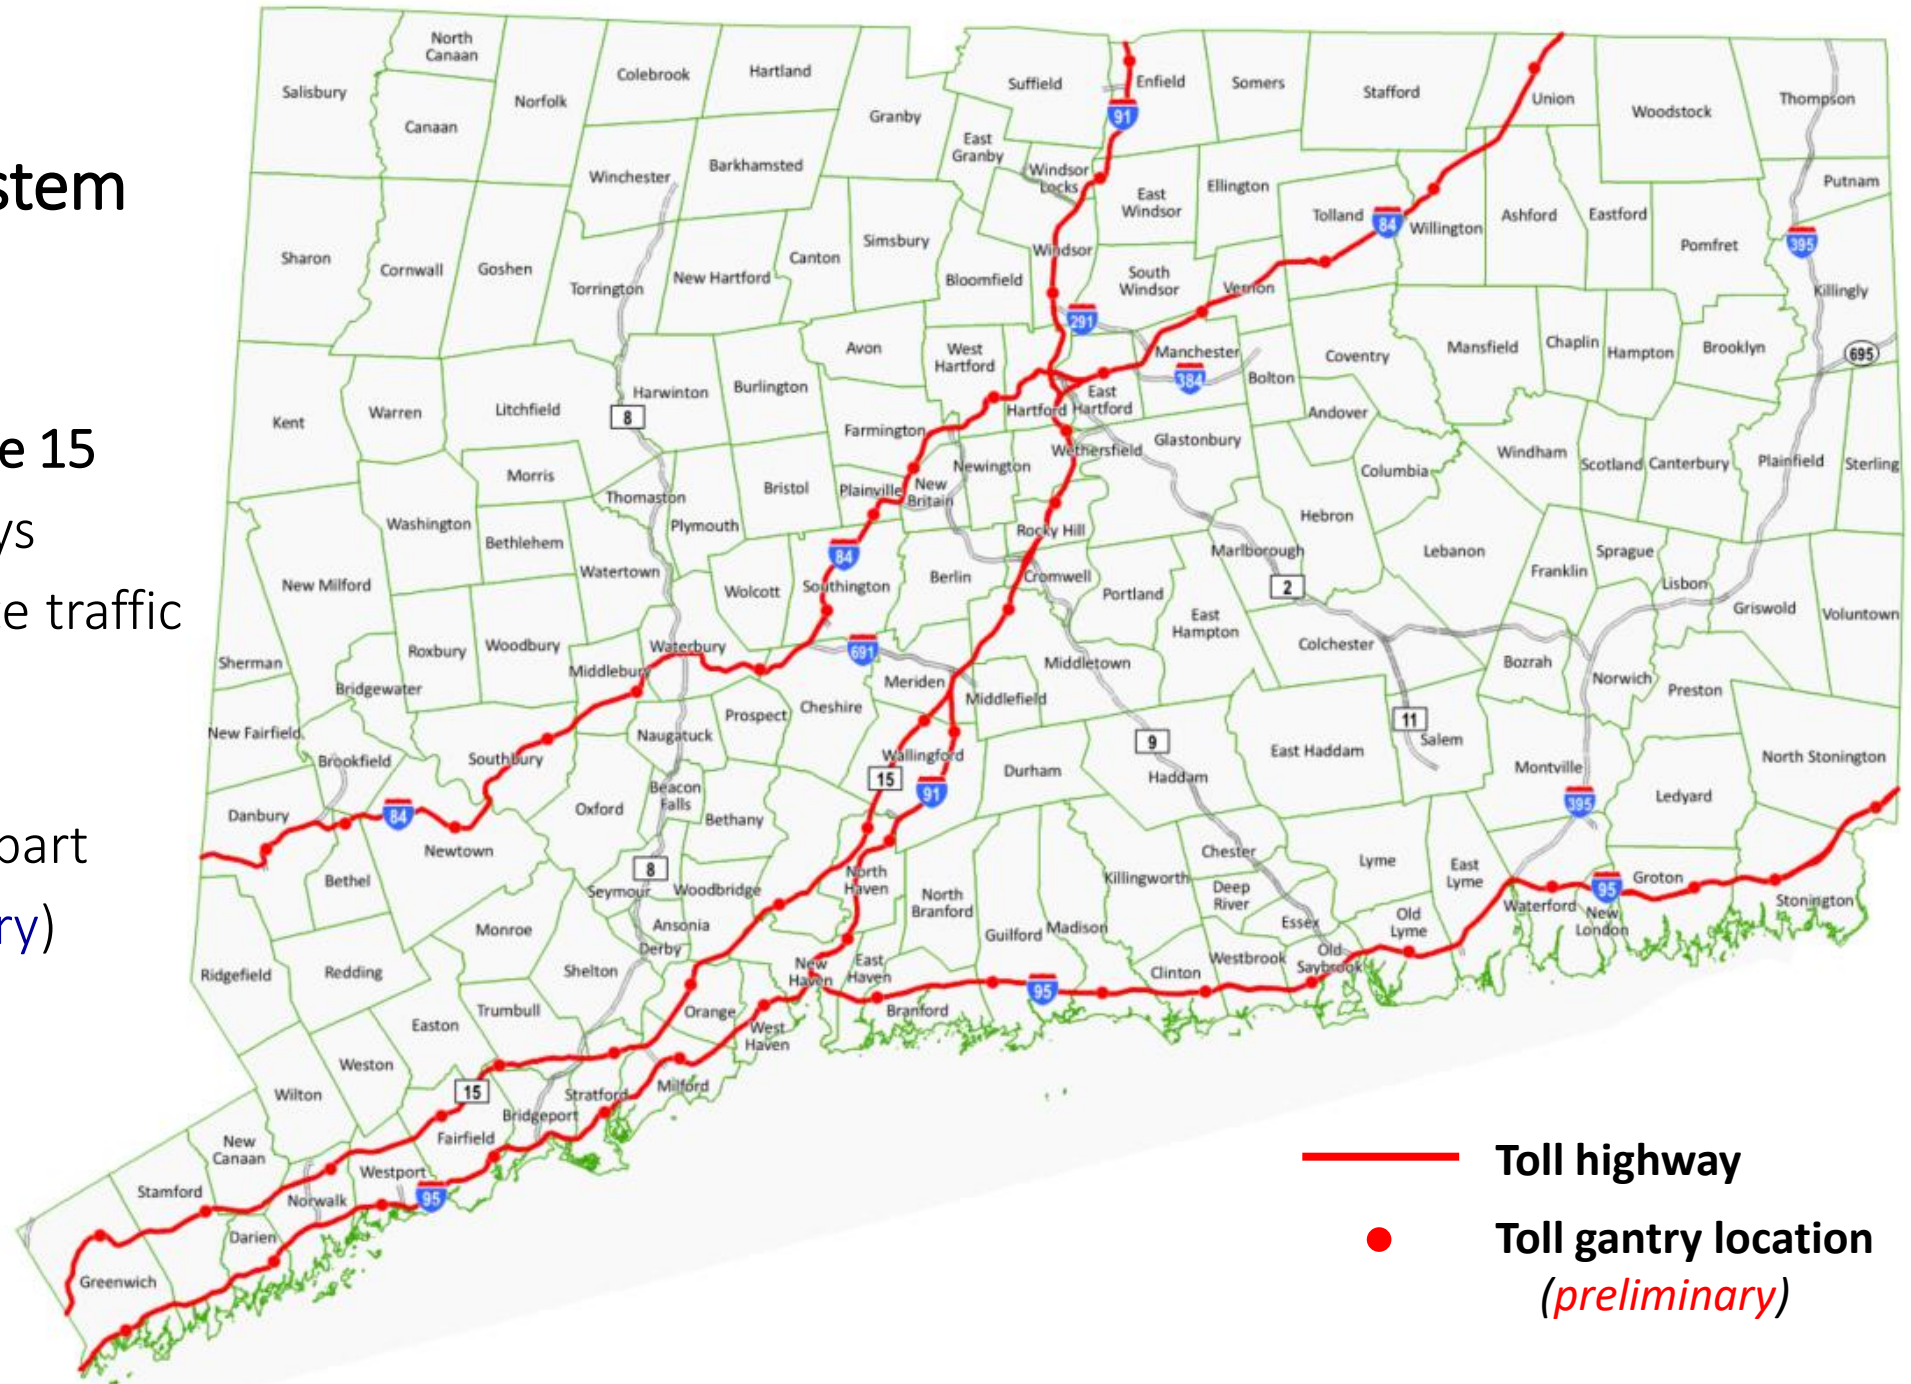 stem
e 15
ys
te traffic
part
ry)
North
Canaan
Salisbury
Canaan
Norfolk
Colebrook
Hartland
Suffield
Enfield
Somers
Stafford
Union
Woodstock
Thompson
Granby
91
East
Granby
Winchester
Barkhamsted
Windsor
Locks
East
Windsor
Ellington
Tolland
84
Willington
Ashford
Eastford
Putnam
Pomfret
395
Sharon
Cornwall
Goshen
Torrington
New Hartford
Canton
Simsbury
Bloomfield
Windsor
South
Windsor
Vernon
Killingly
291
Avon
West
Hartford
Manchester
384
Bolton
Coventry
Mansfield
Chaplin
Hampton
Brooklyn
695
Kent
Warren
Litchfield
Harwinton
8
Burlington
Farmington
Hartford
East
Hartford
Andover
Wethersfield
Glastonbury
Columbia
Windham
Scotland
Canterbury
Plainfield
Sterling
Morris
Thomaston
Bristol
Plainville
New
Britain
Newington
Washington
Bethlehem
Plymouth
Rocky Hill
Hebron
Marlborough
Lebanon
Sprague
Franklin
84
New Milford
Watertown
Wolcott
Southington
Berlin
Cromwell
Portland
2
Lisbon
Griswold
Voluntown
East
Hampton
Sherman
Roxbury
Woodbury
Middlebury
Waterbury
691
Middletown
Colchester
Bozrah
Norwich
Preston
Bridgewater
Meriden
Middlefield
Cheshire
Prospect
New Fairfield
Brookfield
Southbury
Naugatuck
Wallingford
9
11
Salem
East Haddam
North Stonington
Durham
Haddam
Montville
15
91
Danbury
84
Oxford
Beacon
Falls
Bethany
395
Ledyard
Newtown
Bethel
8
Seymour
Woodbridge
North
Haven
North
Branford
Killingworth
Chester
Deep
River
Lyme
East
Lyme
95
Groton
Waterford
New
London
Stonington
Monroe
Ansonia
Derby
Guilford
Madison
Essex
Old
Lyme
Ridgefield
Redding
Shelton
New
Haven
East
Haven
95
Clinton
Westbrook
Old
Saybrook
Easton
Trumbull
Orange
West
Haven
Branford
Weston
Wilton
15
Bridgeport
Stratford
Milford
New
Canaan
Fairfield
Stamford
Norwalk
Westport
95
Darien
Greenwich
Toll highway
Toll gantry location
(preliminary)